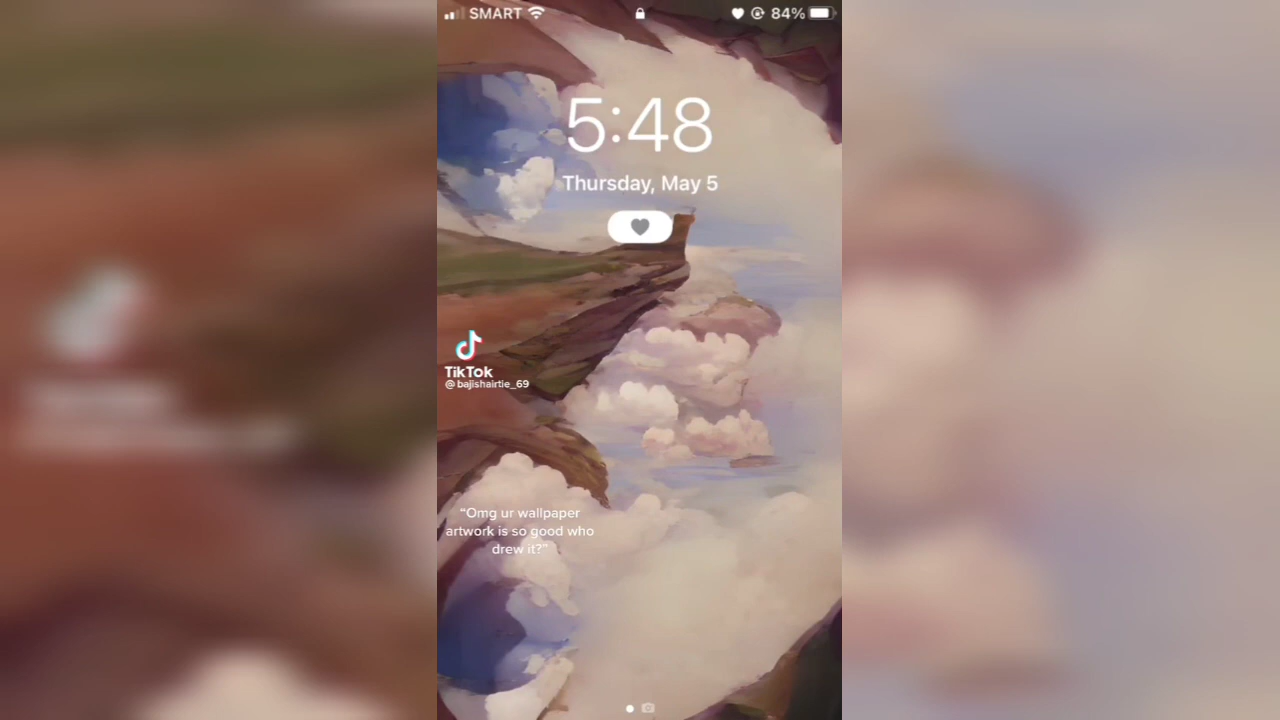 SMART
84%
5:48
Thursday, May 5
TikTok
@bajishairtie_69
“Omg ur wallpaper
artwork is so good who
drew it?”